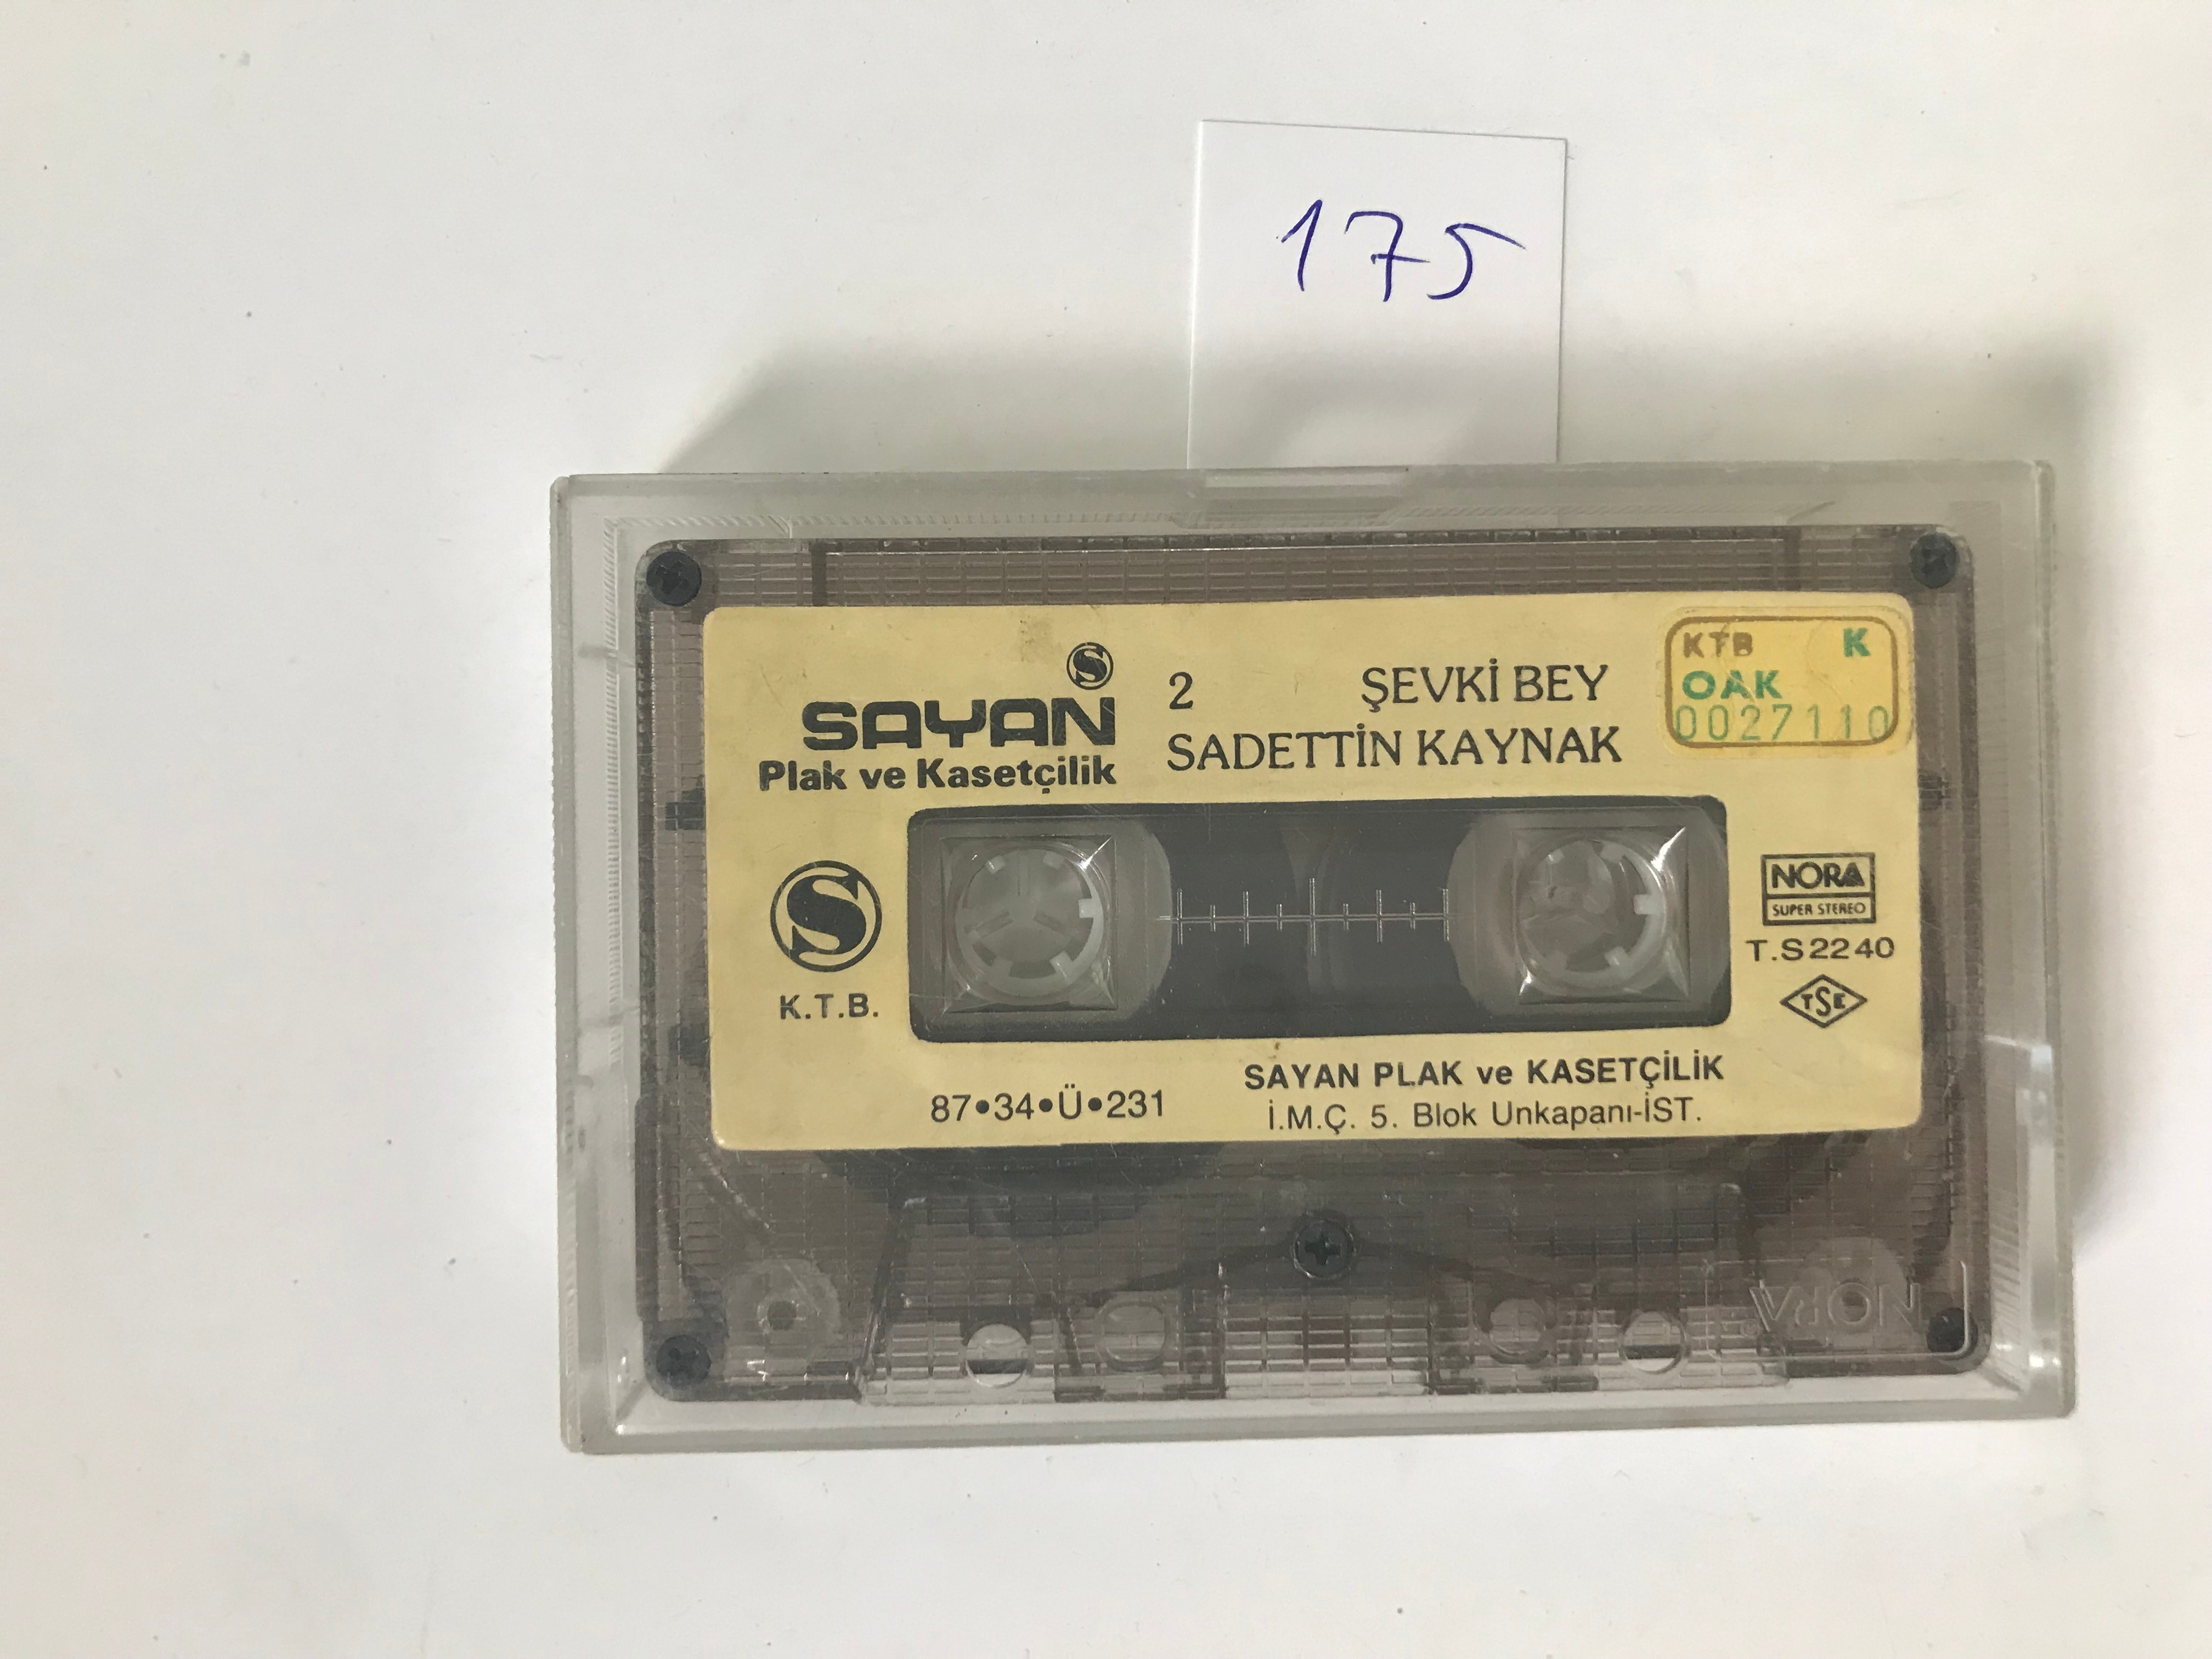 175
S
SAYAN
Plak ve Kasetçilik
2 ŞEVKİ BEY
SADETTİN KAYNAK
KTB K
OAK
0027110
S
K.T.B.
NORA
SUPER STEREO
T.S2240
TSE
87•34•Ü•231
SAYAN PLAK ve KASETÇİLİK
İ.M.Ç. 5. Blok Unkapanı-İST.
NORA